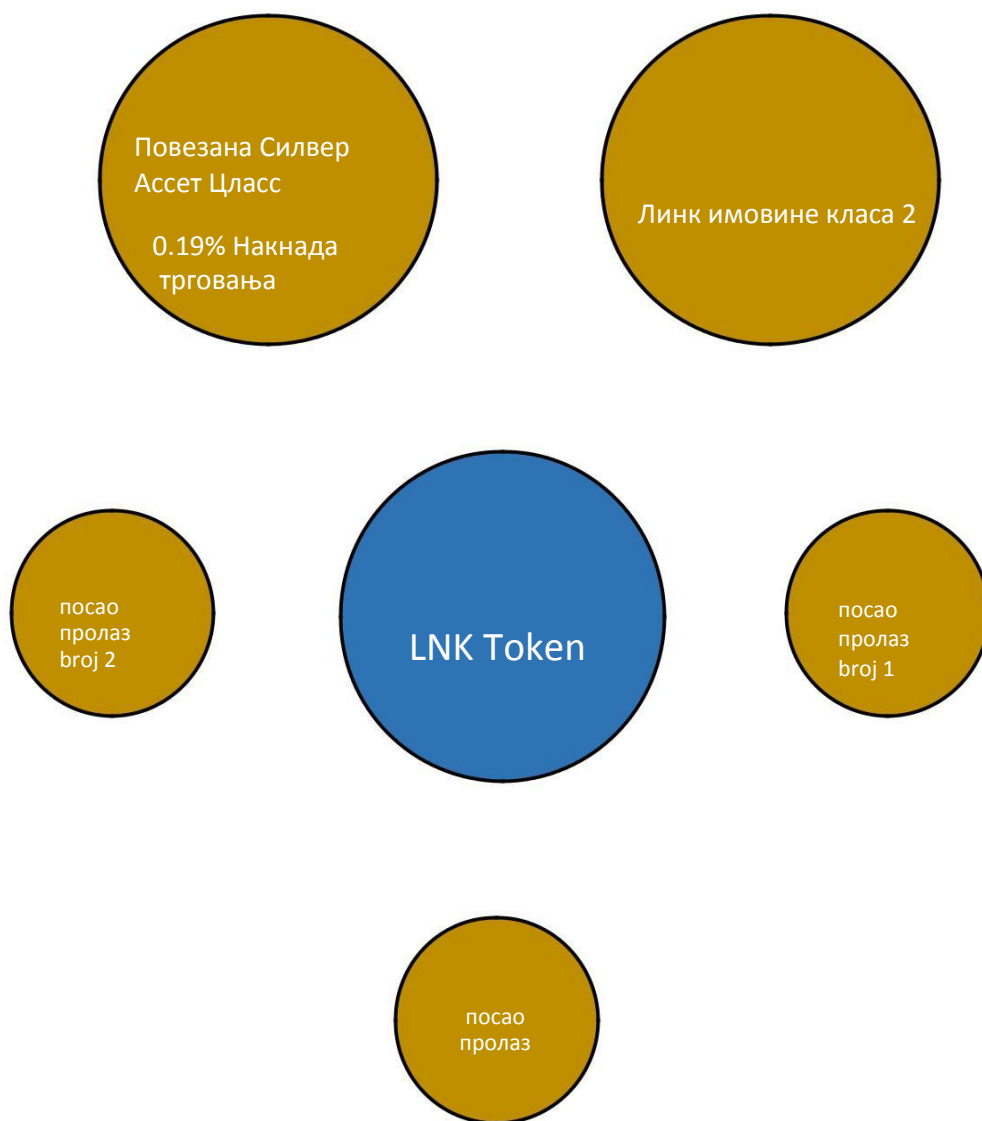 Повезана Силвер
Ассет Цласс
0.19% Накнада
трговања
Линк имовине класа 2
посао
пролаз
broj 2
LNK Token
посао
пролаз
broj 1
посао
пролаз